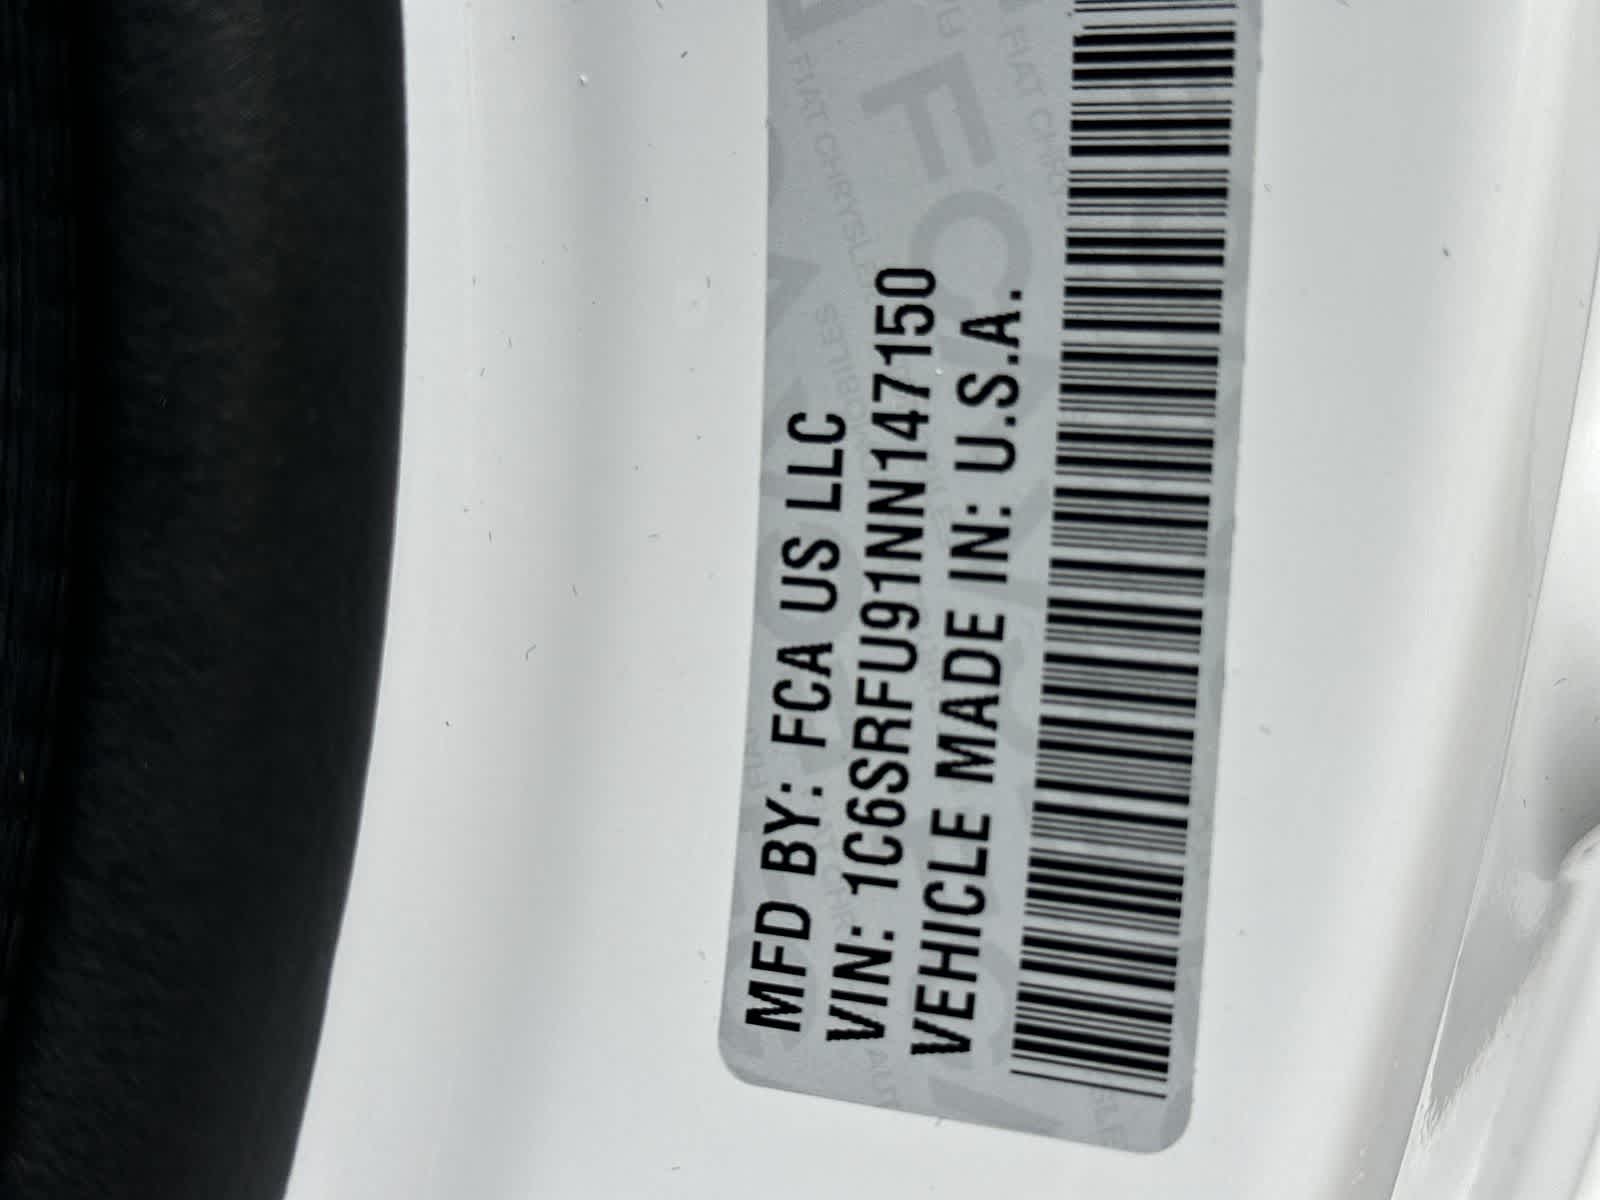 MFD BY: FCA US LLC
VIN: 1C6SRFU91NN147150
VEHICLE MADE IN: U.S.A.